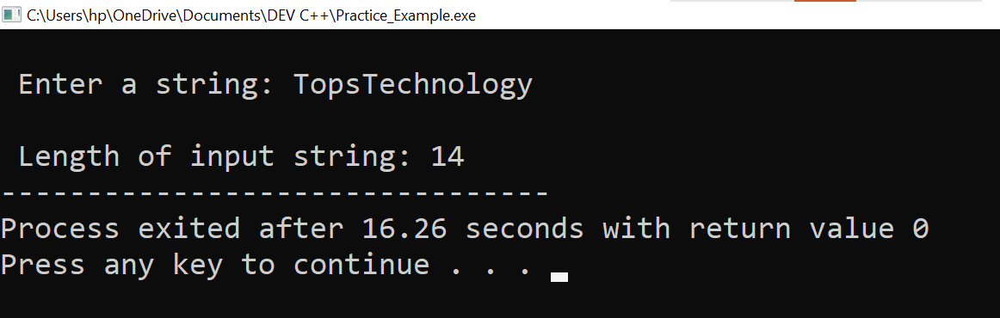 C:\Users\hp\OneDrive\Documents\DEV C++\Practice_Example.exe
Enter a string: TopsTechnology
Length of input string: 14
--------------------------------
Process exited after 16.26 seconds with return value 0
Press any key to continue . . .